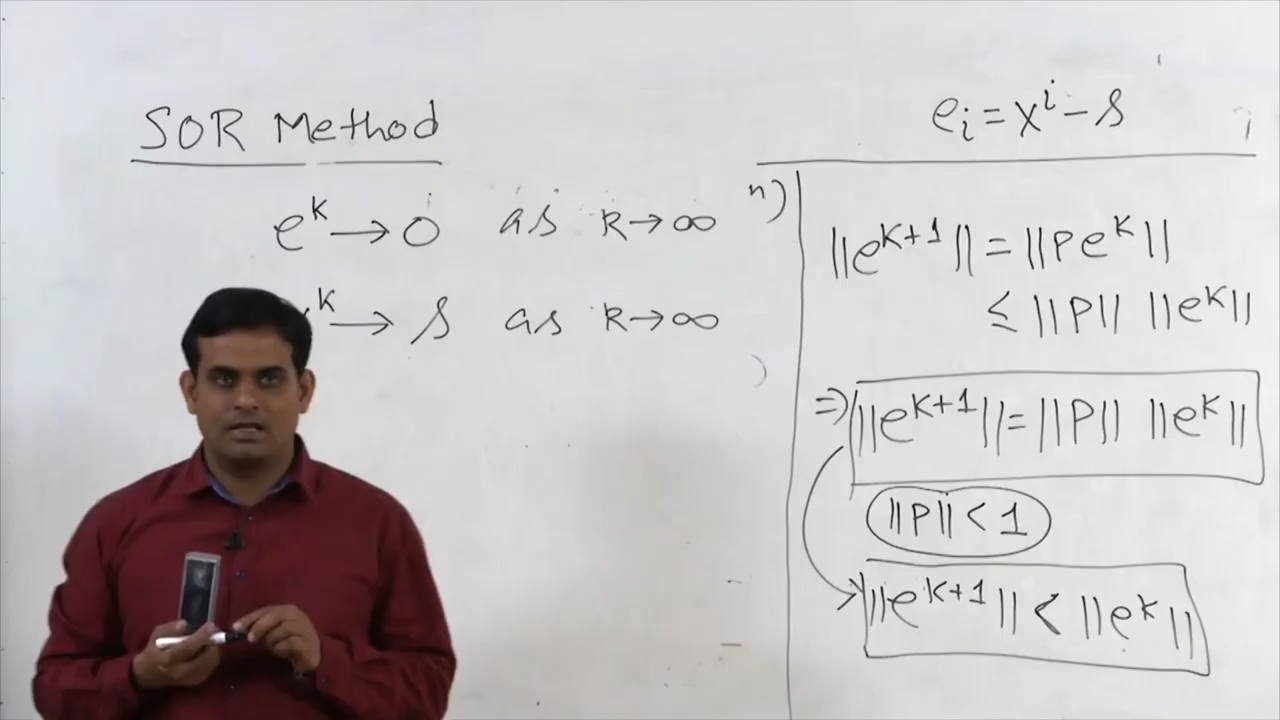 SOR Method
e^k → 0 as k → ∞
^k → s as k → ∞
e_i = x^i - s
n)
||e^{k+1}|| = ||Pe^k||
≤ ||P|| ||e^k||
⇒ ||e^{k+1}|| = ||P|| ||e^k||
||P|| < 1
||e^{k+1}|| < ||e^k||